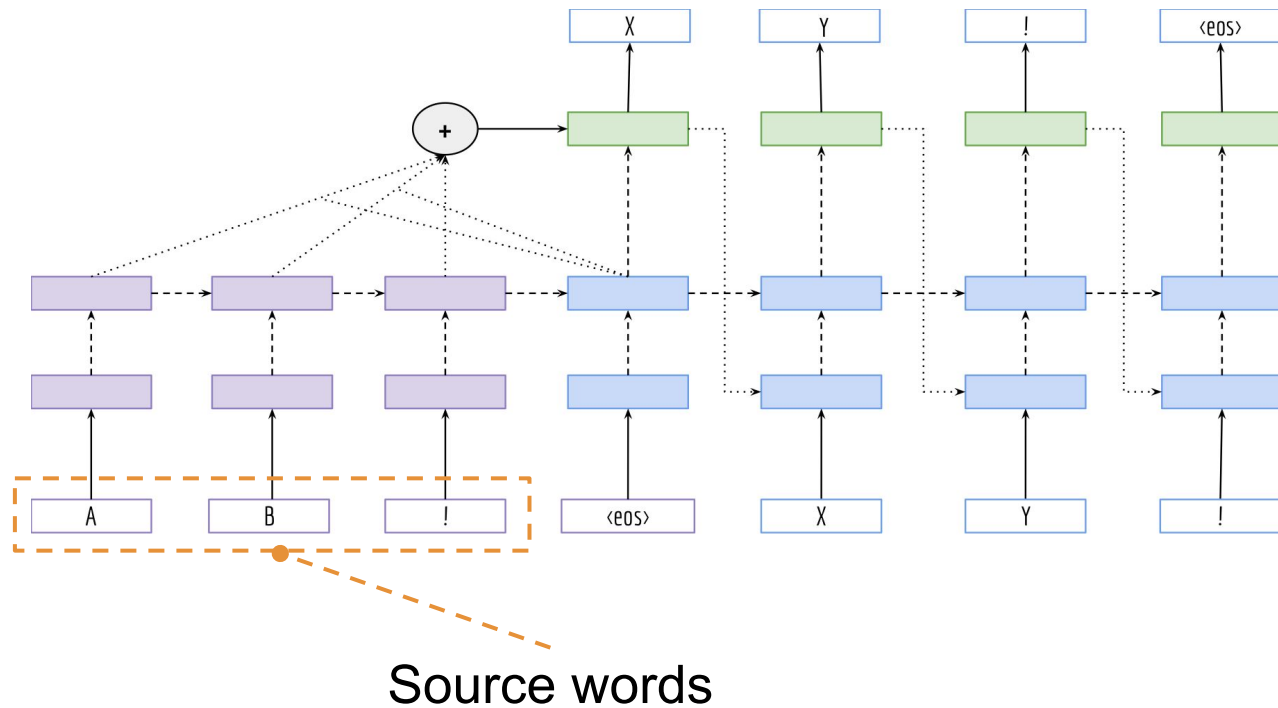 X Y ! ‹eos›
+
A B ! ‹eos› X Y !
Source words